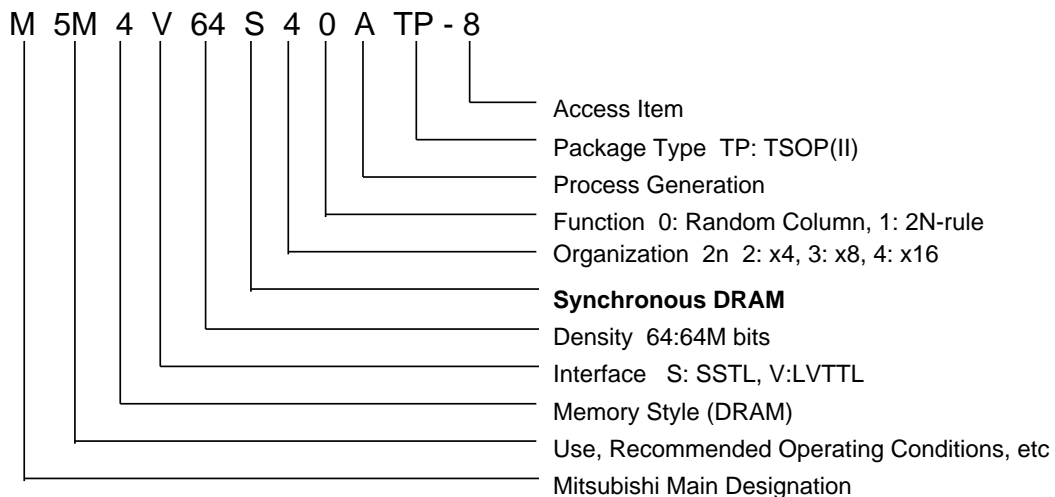 M 5M 4 V 64 S 4 0 A TP - 8
Access Item
Package Type TP: TSOP(II)
Process Generation
Function 0: Random Column, 1: 2N-rule
Organization 2n 2: x4, 3: x8, 4: x16
Synchronous DRAM
Density 64:64M bits
Interface S: SSTL, V:LVTTL
Memory Style (DRAM)
Use, Recommended Operating Conditions, etc
Mitsubishi Main Designation